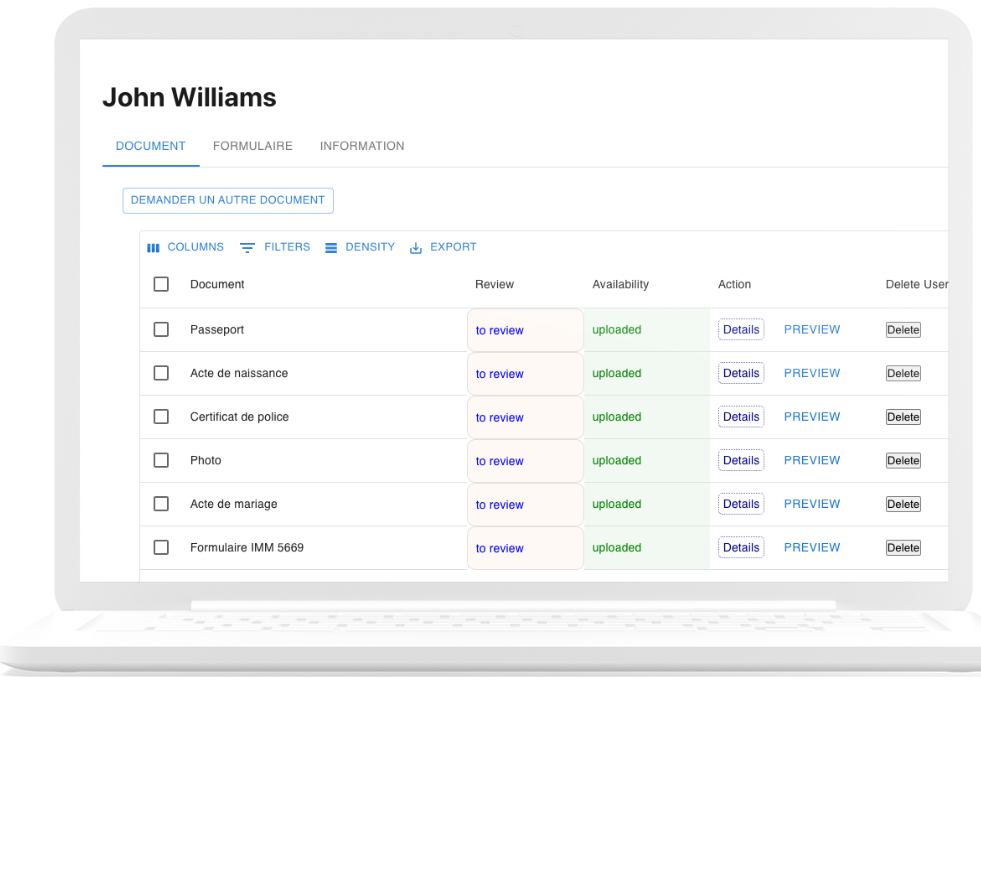 John Williams
DOCUMENT FORMULAIRE INFORMATION
DEMANDER UN AUTRE DOCUMENT
COLUMNS FILTERS DENSITY EXPORT
Document Review Availability Action Delete User
Passeport to review uploaded Details PREVIEW Delete
Acte de naissance to review uploaded Details PREVIEW Delete
Certificat de police to review uploaded Details PREVIEW Delete
Photo to review uploaded Details PREVIEW Delete
Acte de mariage to review uploaded Details PREVIEW Delete
Formulaire IMM 5669 to review uploaded Details PREVIEW Delete